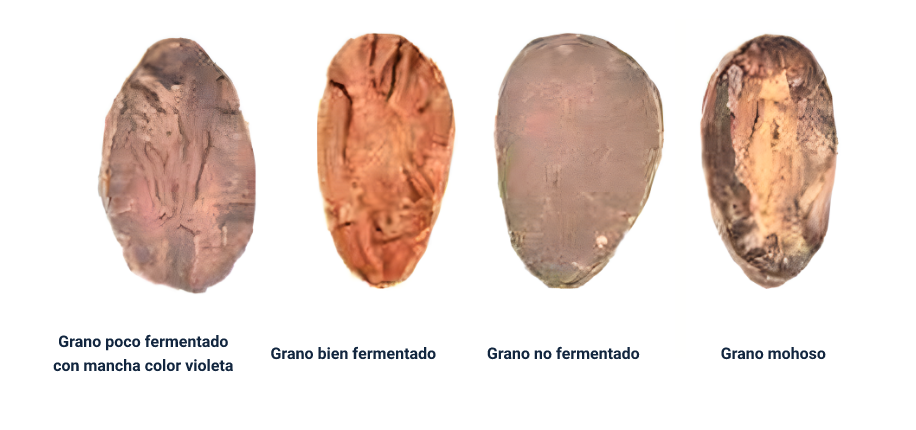 Grano poco fermentado
con mancha color violeta
Grano bien fermentado
Grano no fermentado
Grano mohoso